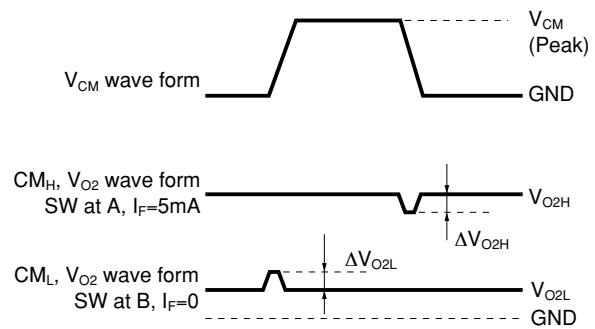 V_CM
(Peak)
V_CM wave form
GND
CM_H, V_O2 wave form
SW at A, I_F=5mA
V_O2H
ΔV_O2H
CM_L, V_O2 wave form
SW at B, I_F=0
ΔV_O2L
V_O2L
GND